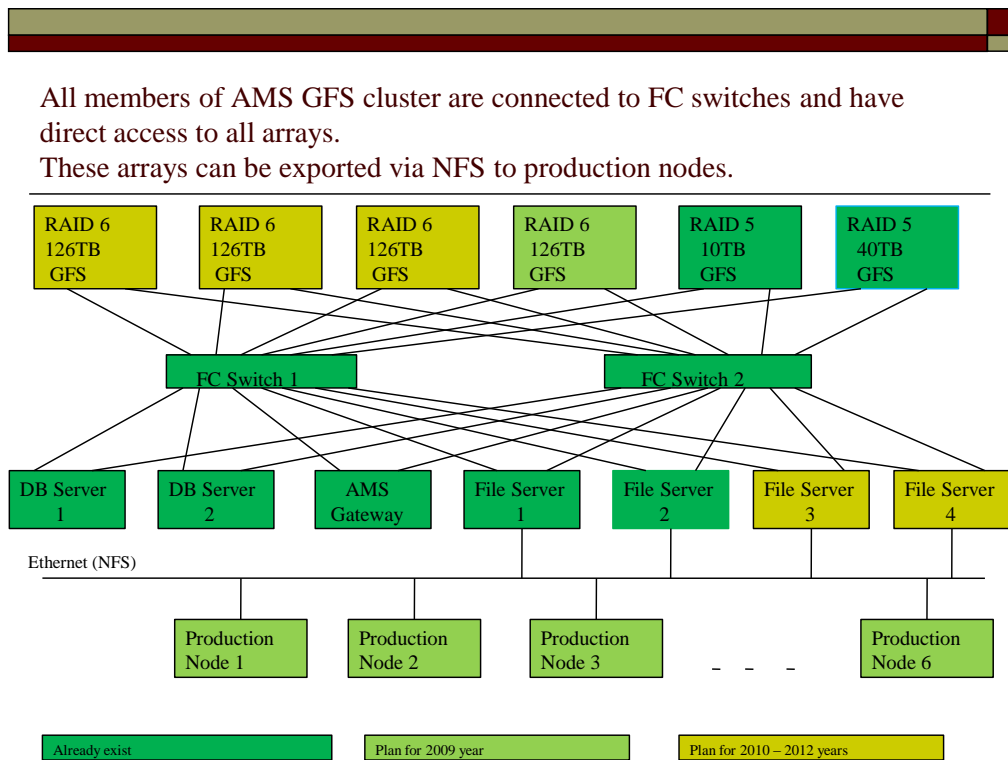 All members of AMS GFS cluster are connected to FC switches and have
direct access to all arrays.
These arrays can be exported via NFS to production nodes.
RAID 6
126TB
GFS
RAID 6
126TB
GFS
RAID 6
126TB
GFS
RAID 6
126TB
GFS
RAID 5
10TB
GFS
RAID 5
40TB
GFS
FC Switch 1
FC Switch 2
DB Server
1
DB Server
2
AMS
Gateway
File Server
1
File Server
2
File Server
3
File Server
4
Ethernet (NFS)
Production
Node 1
Production
Node 2
Production
Node 3
– – –
Production
Node 6
Already exist
Plan for 2009 year
Plan for 2010 – 2012 years